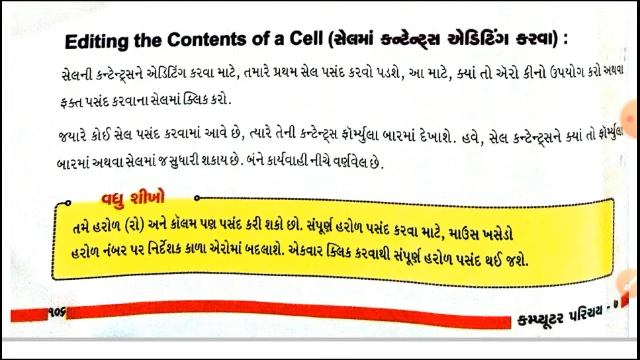 Editing the Contents of a Cell (સેલમાં કન્ટેન્ટ્સ એડિટિંગ કરવા) :
સેલની કન્ટેન્ટ્સને એડિટિંગ કરવા માટે, તમારે પ્રથમ સેલ પસંદ કરવો પડશે, આ માટે, ક્યાં તો ઍરો કીનો ઉપયોગ કરો અથવા
ફક્ત પસંદ કરવાના સેલમાં ક્લિક કરો.
જયારે કોઈ સેલ પસંદ કરવામાં આવે છે, ત્યારે તેની કન્ટેન્ટ્સ ફૉર્મ્યુલા બારમાં દેખાશે. હવે, સેલ કન્ટેન્ટ્સને ક્યાં તો ફૉર્મ્યુલા
બારમાં અથવા સેલમાં જ સુધારી શકાય છે. બંને કાર્યવાહી નીચે વર્ણવેલ છે.
વધુ શીખો
તમે હરોળ (રો) અને કૉલમ પણ પસંદ કરી શકો છો. સંપૂર્ણ હરોળ પસંદ કરવા માટે, માઉસ ખસેડો
હરોળ નંબર પર નિર્દેશક કાળા એરોમાં બદલાશે. એકવાર ક્લિક કરવાથી સંપૂર્ણ હરોળ પસંદ થઈ જશે.
૧૦૬
કમ્પ્યૂટર પરિચય - ૭